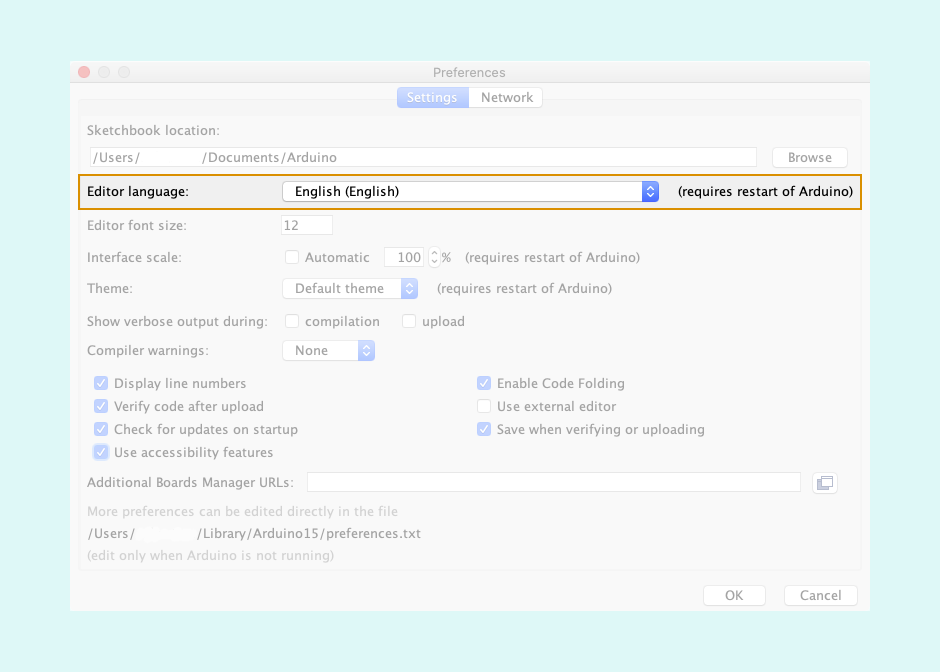 Preferences
Settings Network
Sketchbook location:
/Users/ /Documents/Arduino Browse
Editor language: English (English) (requires restart of Arduino)
Editor font size: 12
Interface scale: Automatic 100 % (requires restart of Arduino)
Theme: Default theme (requires restart of Arduino)
Show verbose output during: compilation upload
Compiler warnings: None
Display line numbers Enable Code Folding
Verify code after upload Use external editor
Check for updates on startup Save when verifying or uploading
Use accessibility features
Additional Boards Manager URLs:
More preferences can be edited directly in the file
/Users/ /Library/Arduino15/preferences.txt
(edit only when Arduino is not running)
OK Cancel